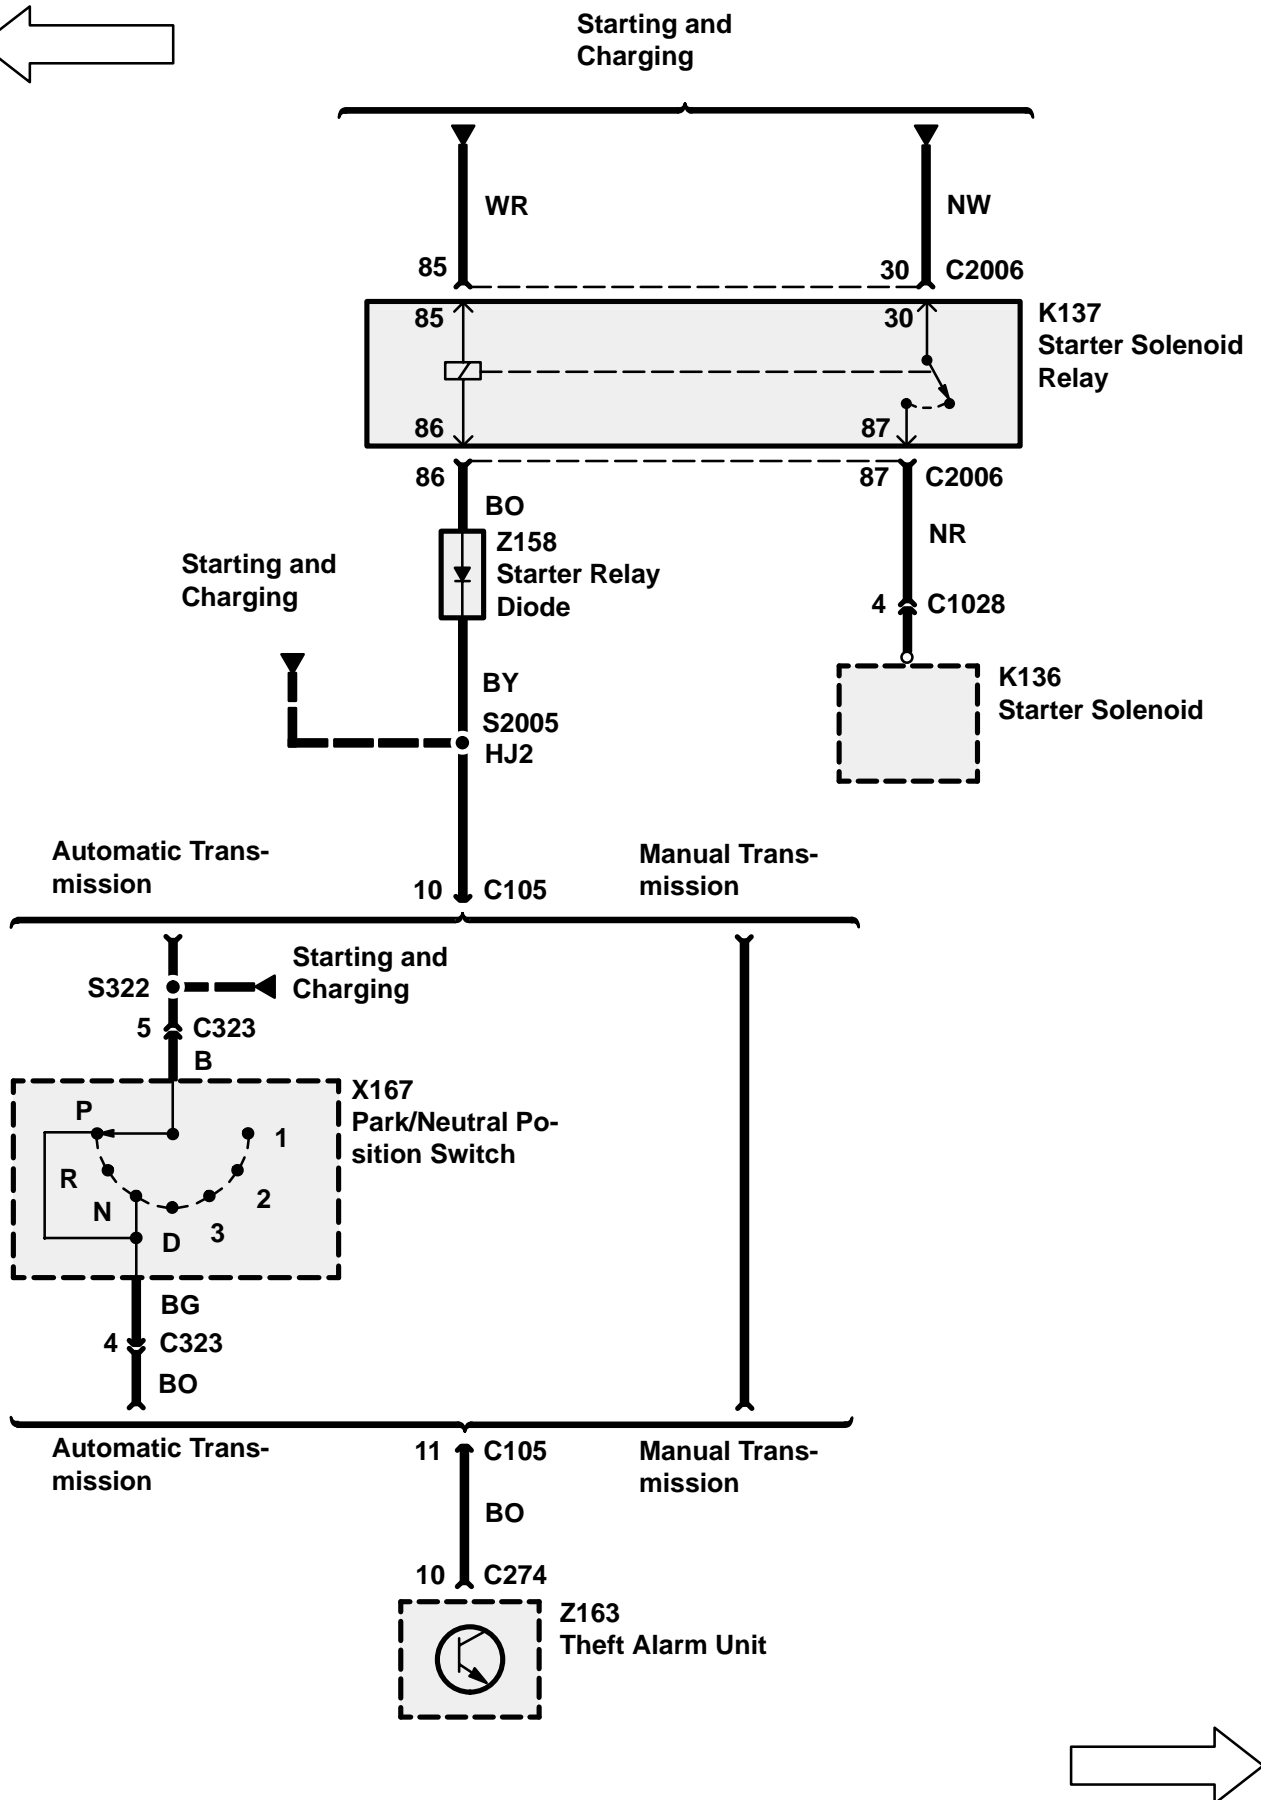 Starting and
Charging
WR
NW
85
30 C2006
85
30
K137
Starter Solenoid
Relay
86
87
86
87 C2006
BO
NR
Z158
Starter Relay
Diode
Starting and
Charging
4 C1028
BY
K136
Starter Solenoid
S2005
HJ2
Automatic Trans-
mission
Manual Trans-
mission
10 C105
Starting and
Charging
S322
5 C323
B
X167
Park/Neutral Po-
sition Switch
P
1
R
2
N
3
D
BG
4 C323
BO
Automatic Trans-
mission
11 C105
Manual Trans-
mission
BO
10 C274
Z163
Theft Alarm Unit